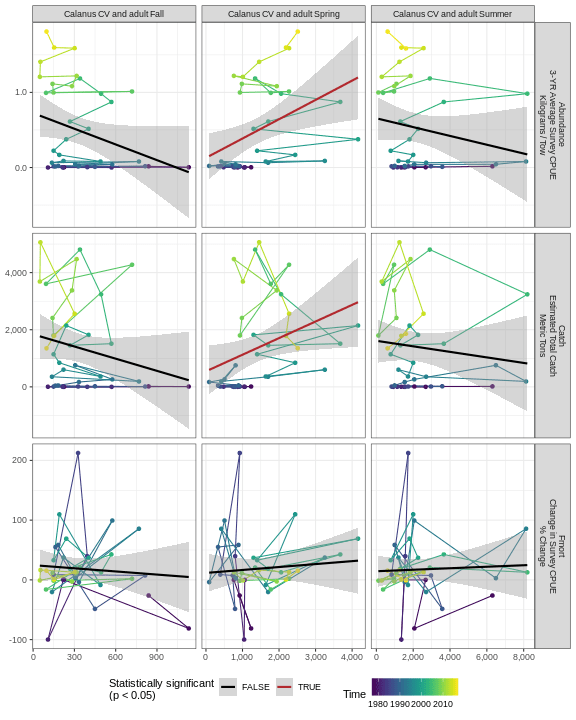 Calanus CV and adult Fall
Calanus CV and adult Spring
Calanus CV and adult Summer
1.0
0.0
Abundance
3-YR Average Survey CPUE
Kilograms / Tow
4,000
2,000
0
Catch
Estimated Total Catch
Metric Tons
200
100
0
-100
Fmort
Change in Survey CPUE
% Change
0 300 600 900
0 1,000 2,000 3,000 4,000
0 2,000 4,000 6,000 8,000
Statistically significant
(p < 0.05)
FALSE
TRUE
Time
1980 1990 2000 2010